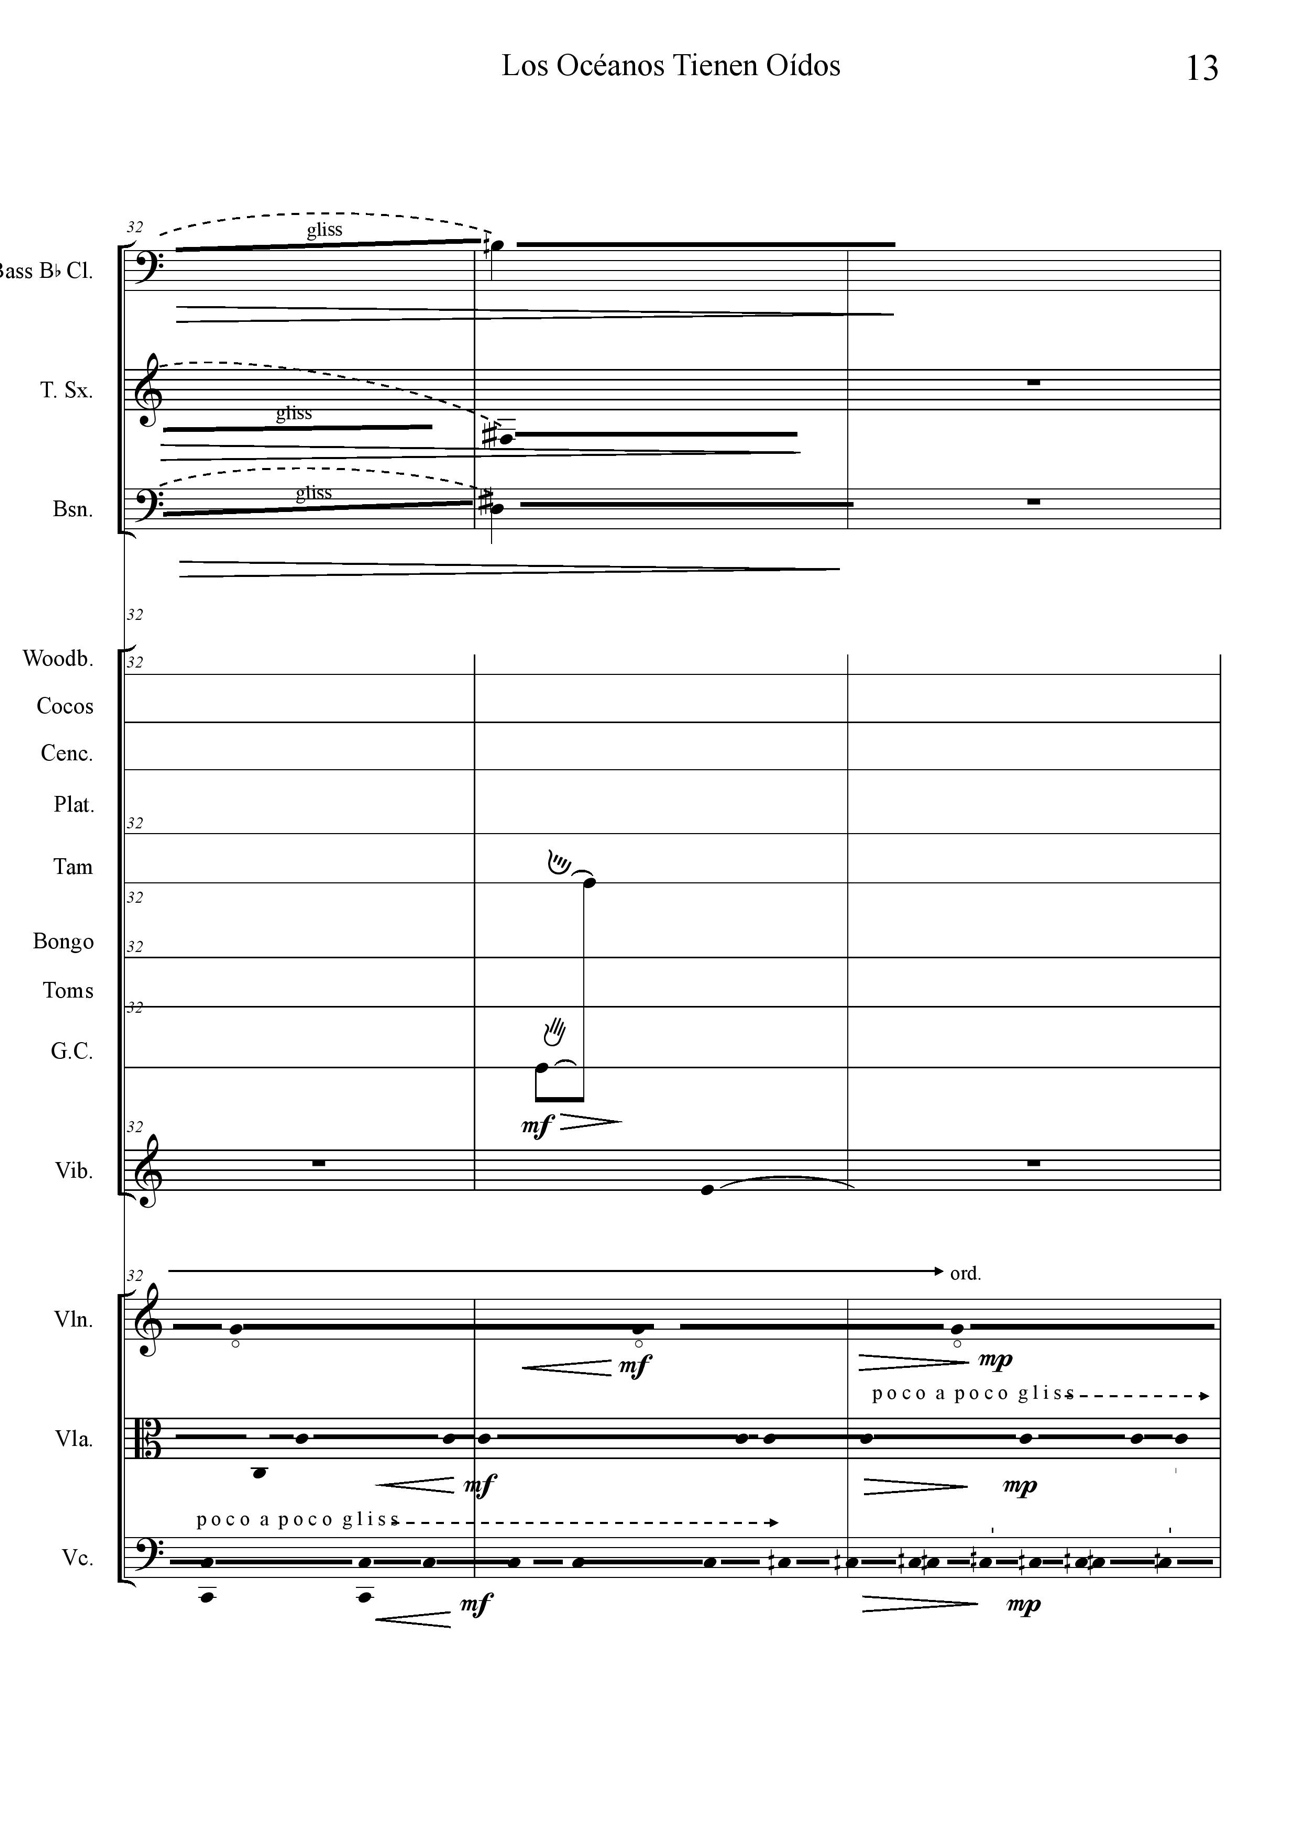 Los Océanos Tienen Oídos
13
32
gliss
Bass B♭ Cl.
T. Sx.
gliss
Bsn.
gliss
32
Woodb.
32
Cocos
Cenc.
Plat.
32
Tam
32
Bongo
32
Toms
32
G.C.
mf
32
Vib.
32
ord.
Vln.
mf
mp
poco a poco gliss
Vla.
mf
mp
poco a poco gliss
Vc.
mf
mp